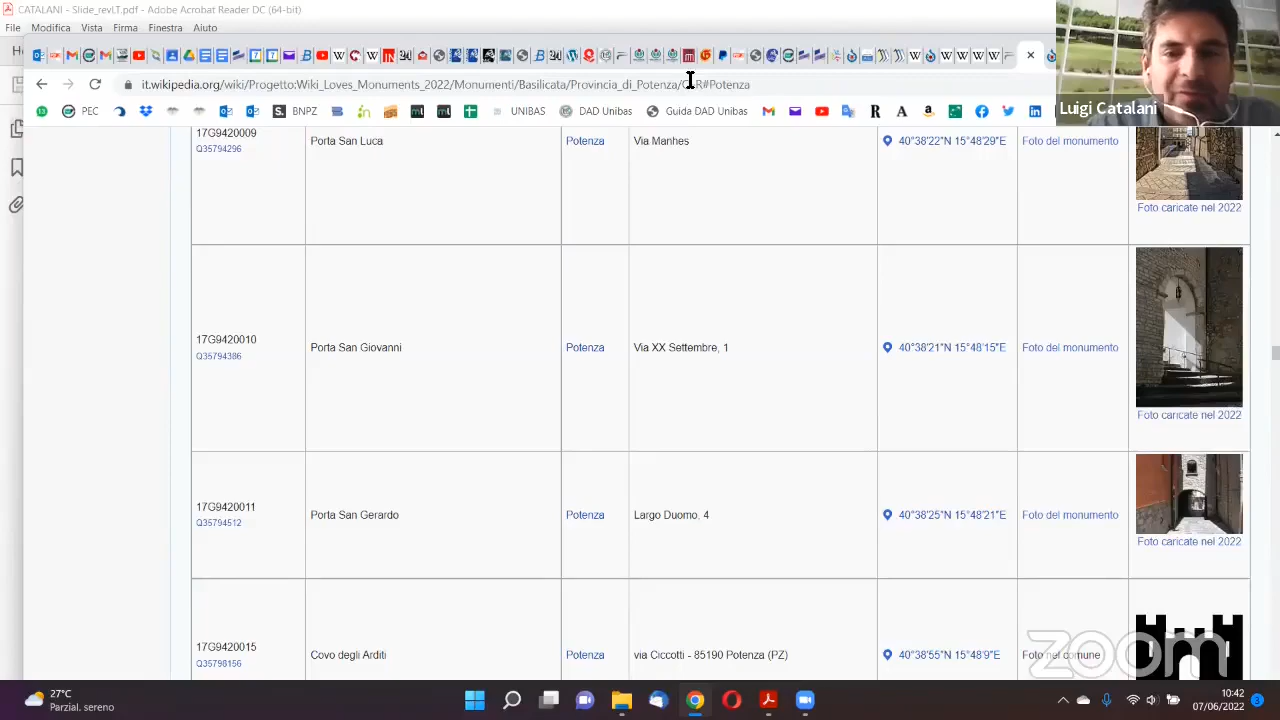 CATALANI - Slide_revLT.pdf - Adobe Acrobat Reader DC (64-bit)
File Modifica Vista Firma Finestra Aiuto
it.wikipedia.org/wiki/Progetto:Wiki_Loves_Monuments_2022/Monumenti/Basilicata/Provincia_di_Potenza/O-R#Potenza
PEC BNPZ UNIBAS DAD Unibas Guida Dottorato
Luigi Catalani
17G9420009
Q35794296
Porta San Luca
Potenza
Via Manhes
40°38'22"N 15°48'29"E
Foto del monumento
Foto caricate nel 2022
17G9420010
Q35794386
Porta San Giovanni
Potenza
Via XX Settembre, 1
40°38'21"N 15°48'15"E
Foto del monumento
Foto caricate nel 2022
17G9420011
Q35794512
Porta San Gerardo
Potenza
Largo Duomo, 4
40°38'25"N 15°48'21"E
Foto del monumento
Foto caricate nel 2022
17G9420015
Q35798156
Covo degli Arditi
Potenza
via Ciccotti - 85190 Potenza (PZ)
40°38'55"N 15°48'9"E
Foto nel comune
zoom
27°C
Parzial. sereno
10:42
07/06/2022
3